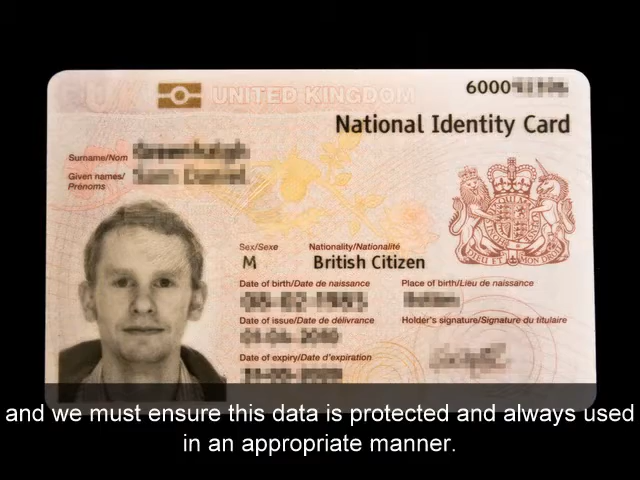 UNITED KINGDOM
6000
National Identity Card
Surname/Nom
Given names/
Prénoms
Sex/Sexe
Nationality/Nationalité
M
British Citizen
Date of birth/Date de naissance
Place of birth/Lieu de naissance
Date of issue/Date de délivrance
Holder's signature/Signature du titulaire
Date of expiry/Date d'expiration
DIEU ET MON DROIT
and we must ensure this data is protected and always used
in an appropriate manner.